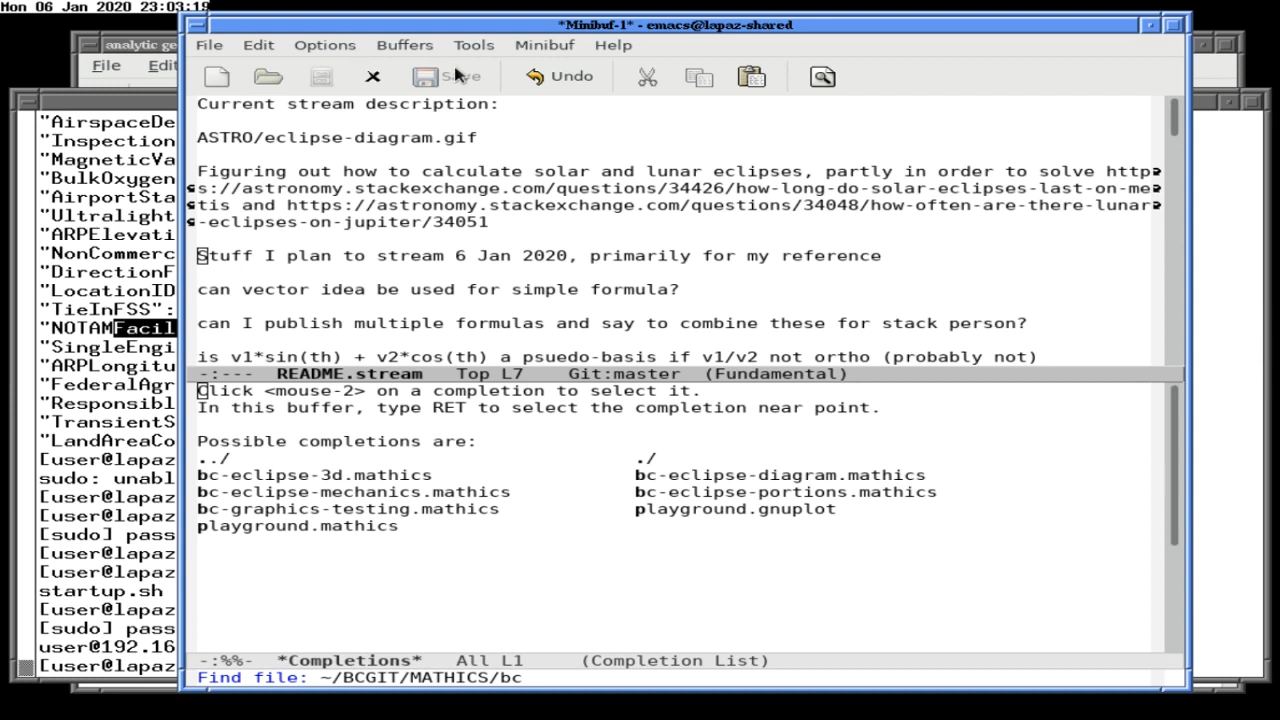 Mon 06 Jan 2020 23:03:19
*Minibuf-1* - emacs@lapaz-shared
analytic ge
File Edit
File Edit Options Buffers Tools Minibuf Help
Save Undo
Current stream description:
ASTRO/eclipse-diagram.gif
Figuring out how to calculate solar and lunar eclipses, partly in order to solve http
s://astronomy.stackexchange.com/questions/34426/how-long-do-solar-eclipses-last-on-me
tis and https://astronomy.stackexchange.com/questions/34048/how-often-are-there-lunar
-eclipses-on-jupiter/34051
Stuff I plan to stream 6 Jan 2020, primarily for my reference
can vector idea be used for simple formula?
can I publish multiple formulas and say to combine these for stack person?
is v1*sin(th) + v2*cos(th) a psuedo-basis if v1/v2 not ortho (probably not)
-:--- README.stream Top L7 Git:master (Fundamental)
Click <mouse-2> on a completion to select it.
In this buffer, type RET to select the completion near point.
Possible completions are:
../ ./
bc-eclipse-3d.mathics bc-eclipse-diagram.mathics
bc-eclipse-mechanics.mathics bc-eclipse-portions.mathics
bc-graphics-testing.mathics playground.gnuplot
playground.mathics
-:%%- *Completions* All L1 (Completion List)
Find file: ~/BCGIT/MATHICS/bc
"AirspaceDe
"Inspection
"MagneticVa
"BulkOxygen
"AirportSta
"Ultralight
"ARPElevati
"NonCommerc
"DirectionF
"LocationID
"TieInFSS":
"NOTAMFacil
"SingleEngi
"ARPLongitu
"FederalAgr
"Responsibl
"TransientS
"LandAreaCo
[user@lapaz
sudo: unabl
[user@lapaz
[user@lapaz
[sudo] pass
[user@lapaz
[user@lapaz
startup.sh
[user@lapaz
[sudo] pass
user@192.16
[user@lapaz